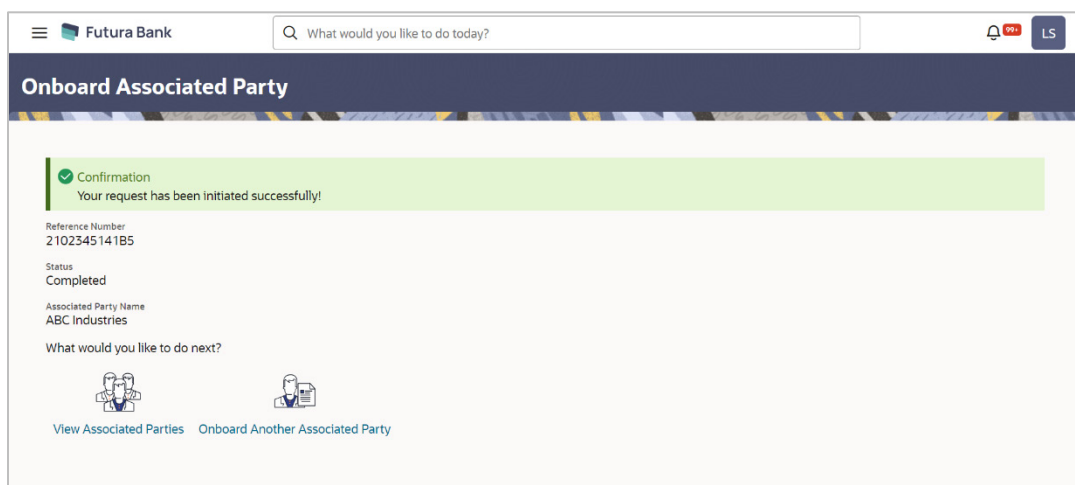 Futura Bank
What would you like to do today?
99+
LS
Onboard Associated Party
Confirmation
Your request has been initiated successfully!
Reference Number
2102345141B5
Status
Completed
Associated Party Name
ABC Industries
What would you like to do next?
View Associated Parties Onboard Another Associated Party